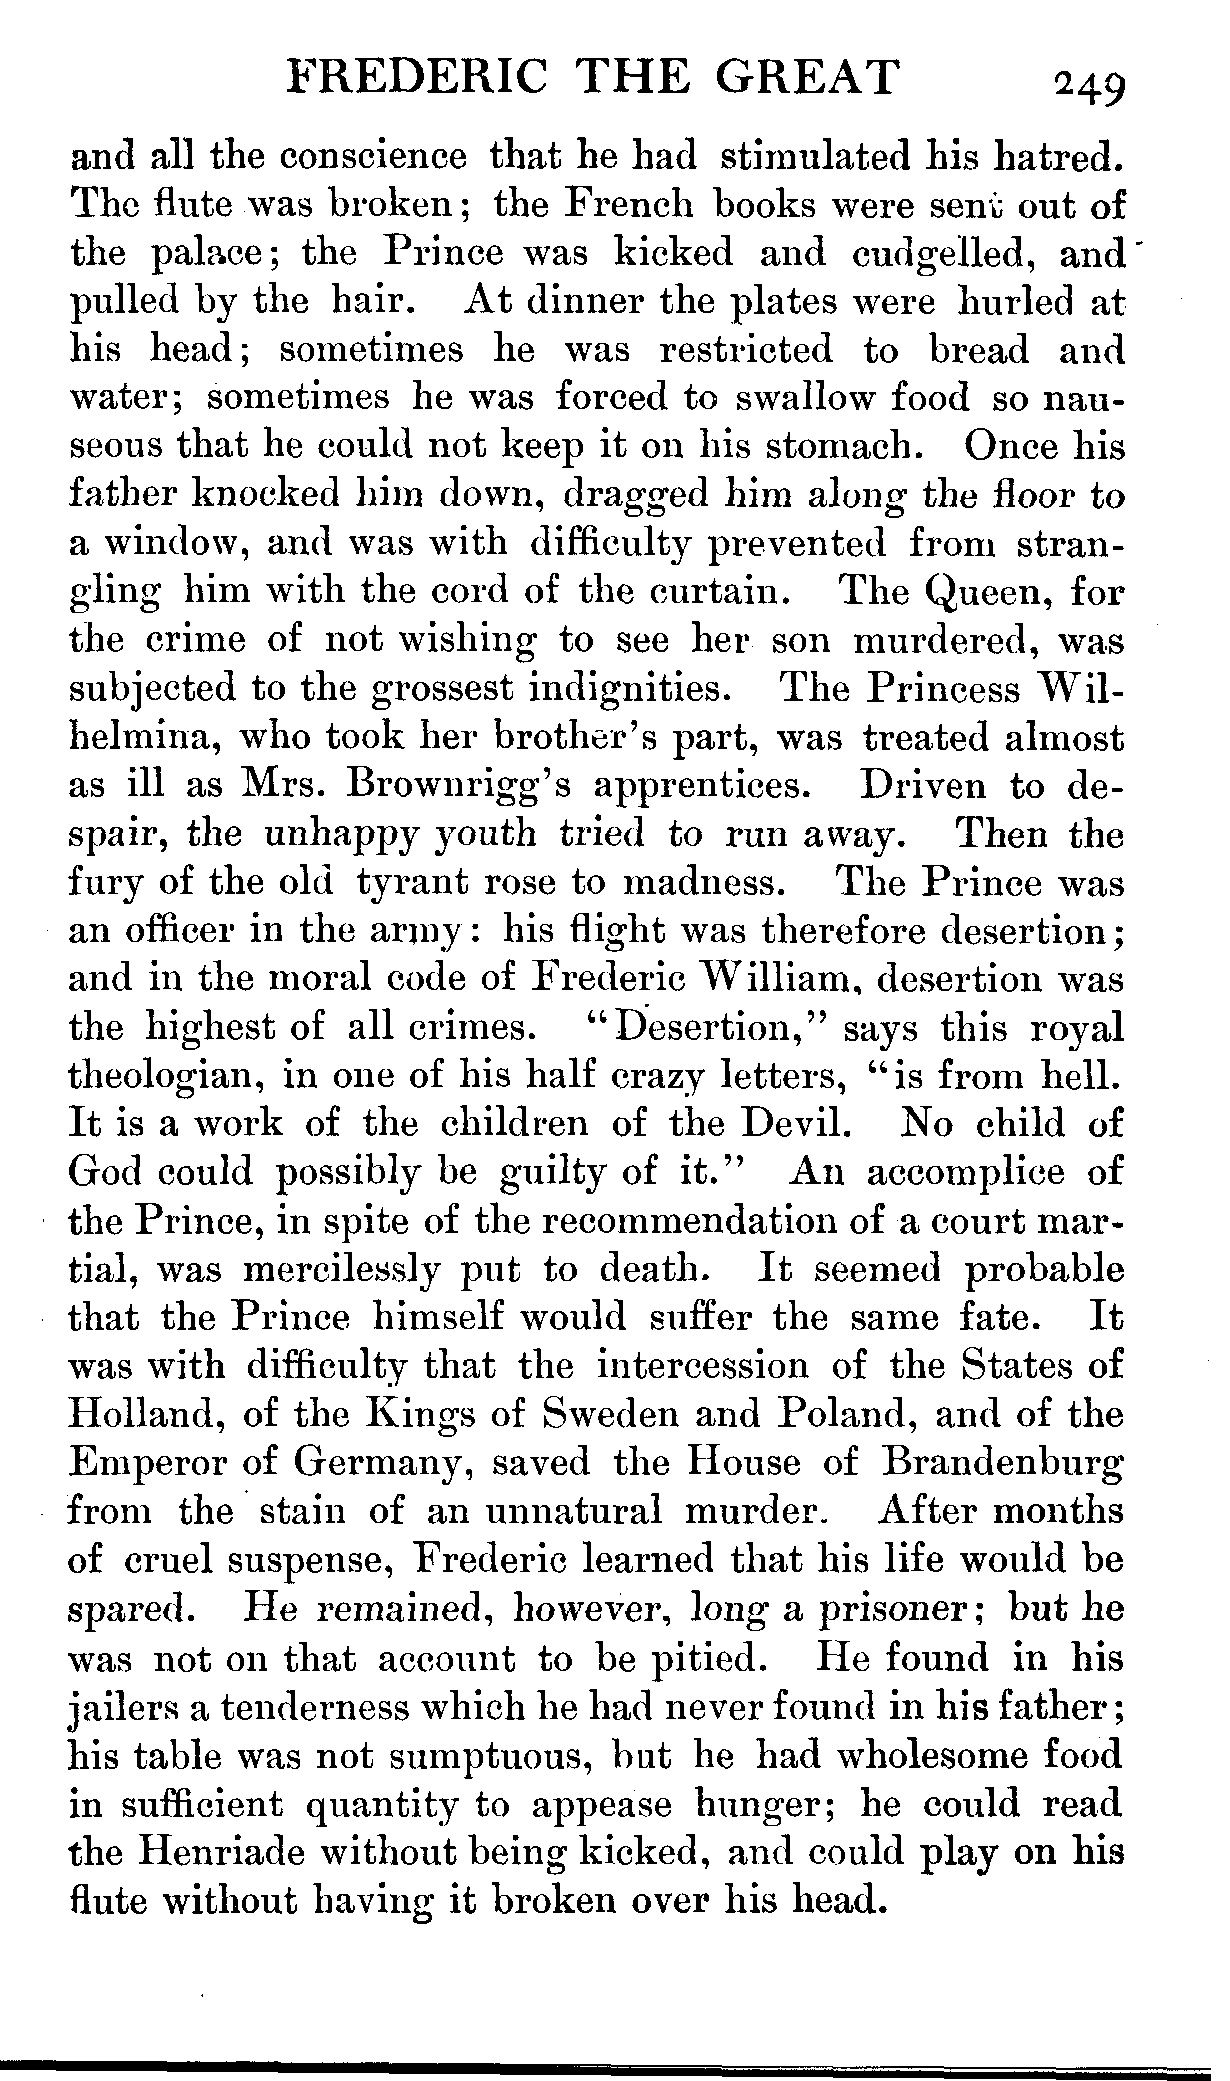 FREDERIC THE GREAT 249
and all the conscience that he had stimulated his hatred.
The flute was broken; the French books were sent out of
the palace; the Prince was kicked and cudgelled, and
pulled by the hair. At dinner the plates were hurled at
his head; sometimes he was restricted to bread and
water; sometimes he was forced to swallow food so nau-
seous that he could not keep it on his stomach. Once his
father knocked him down, dragged him along the floor to
a window, and was with difficulty prevented from stran-
gling him with the cord of the curtain. The Queen, for
the crime of not wishing to see her son murdered, was
subjected to the grossest indignities. The Princess Wil-
helmina, who took her brother's part, was treated almost
as ill as Mrs. Brownrigg's apprentices. Driven to de-
spair, the unhappy youth tried to run away. Then the
fury of the old tyrant rose to madness. The Prince was
an officer in the army: his flight was therefore desertion;
and in the moral code of Frederic William, desertion was
the highest of all crimes. "Desertion," says this royal
theologian, in one of his half crazy letters, "is from hell.
It is a work of the children of the Devil. No child of
God could possibly be guilty of it." An accomplice of
the Prince, in spite of the recommendation of a court mar-
tial, was mercilessly put to death. It seemed probable
that the Prince himself would suffer the same fate. It
was with difficulty that the intercession of the States of
Holland, of the Kings of Sweden and Poland, and of the
Emperor of Germany, saved the House of Brandenburg
from the stain of an unnatural murder. After months
of cruel suspense, Frederic learned that his life would be
spared. He remained, however, long a prisoner; but he
was not on that account to be pitied. He found in his
jailers a tenderness which he had never found in his father;
his table was not sumptuous, but he had wholesome food
in sufficient quantity to appease hunger; he could read
the Henriade without being kicked, and could play on his
flute without having it broken over his head.